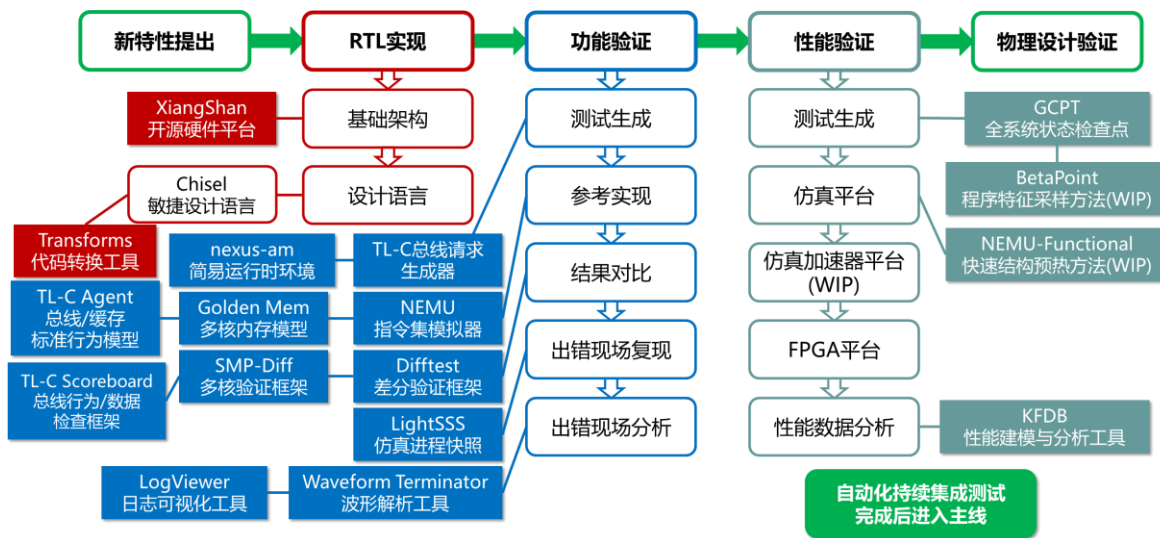 新特性提出
RTL实现
功能验证
性能验证
物理设计验证
XiangShan
开源硬件平台
基础架构
测试生成
测试生成
GCPT
全系统状态检查点
Chisel
敏捷设计语言
设计语言
参考实现
仿真平台
BetaPoint
程序特征采样方法(WIP)
Transforms
代码转换工具
nexus-am
简易运行时环境
TL-C总线请求
生成器
结果对比
仿真加速器平台
(WIP)
NEMU-Functional
快速结构预热方法(WIP)
TL-C Agent
总线/缓存
标准行为模型
Golden Mem
多核内存模型
NEMU
指令集模拟器
出错现场复现
FPGA平台
TL-C Scoreboard
总线行为/数据
检查框架
SMP-Diff
多核验证框架
Difftest
差分验证框架
LightSSS
仿真进程快照
出错现场分析
性能数据分析
KFDB
性能建模与分析工具
LogViewer
日志可视化工具
Waveform Terminator
波形解析工具
自动化持续集成测试
完成后进入主线